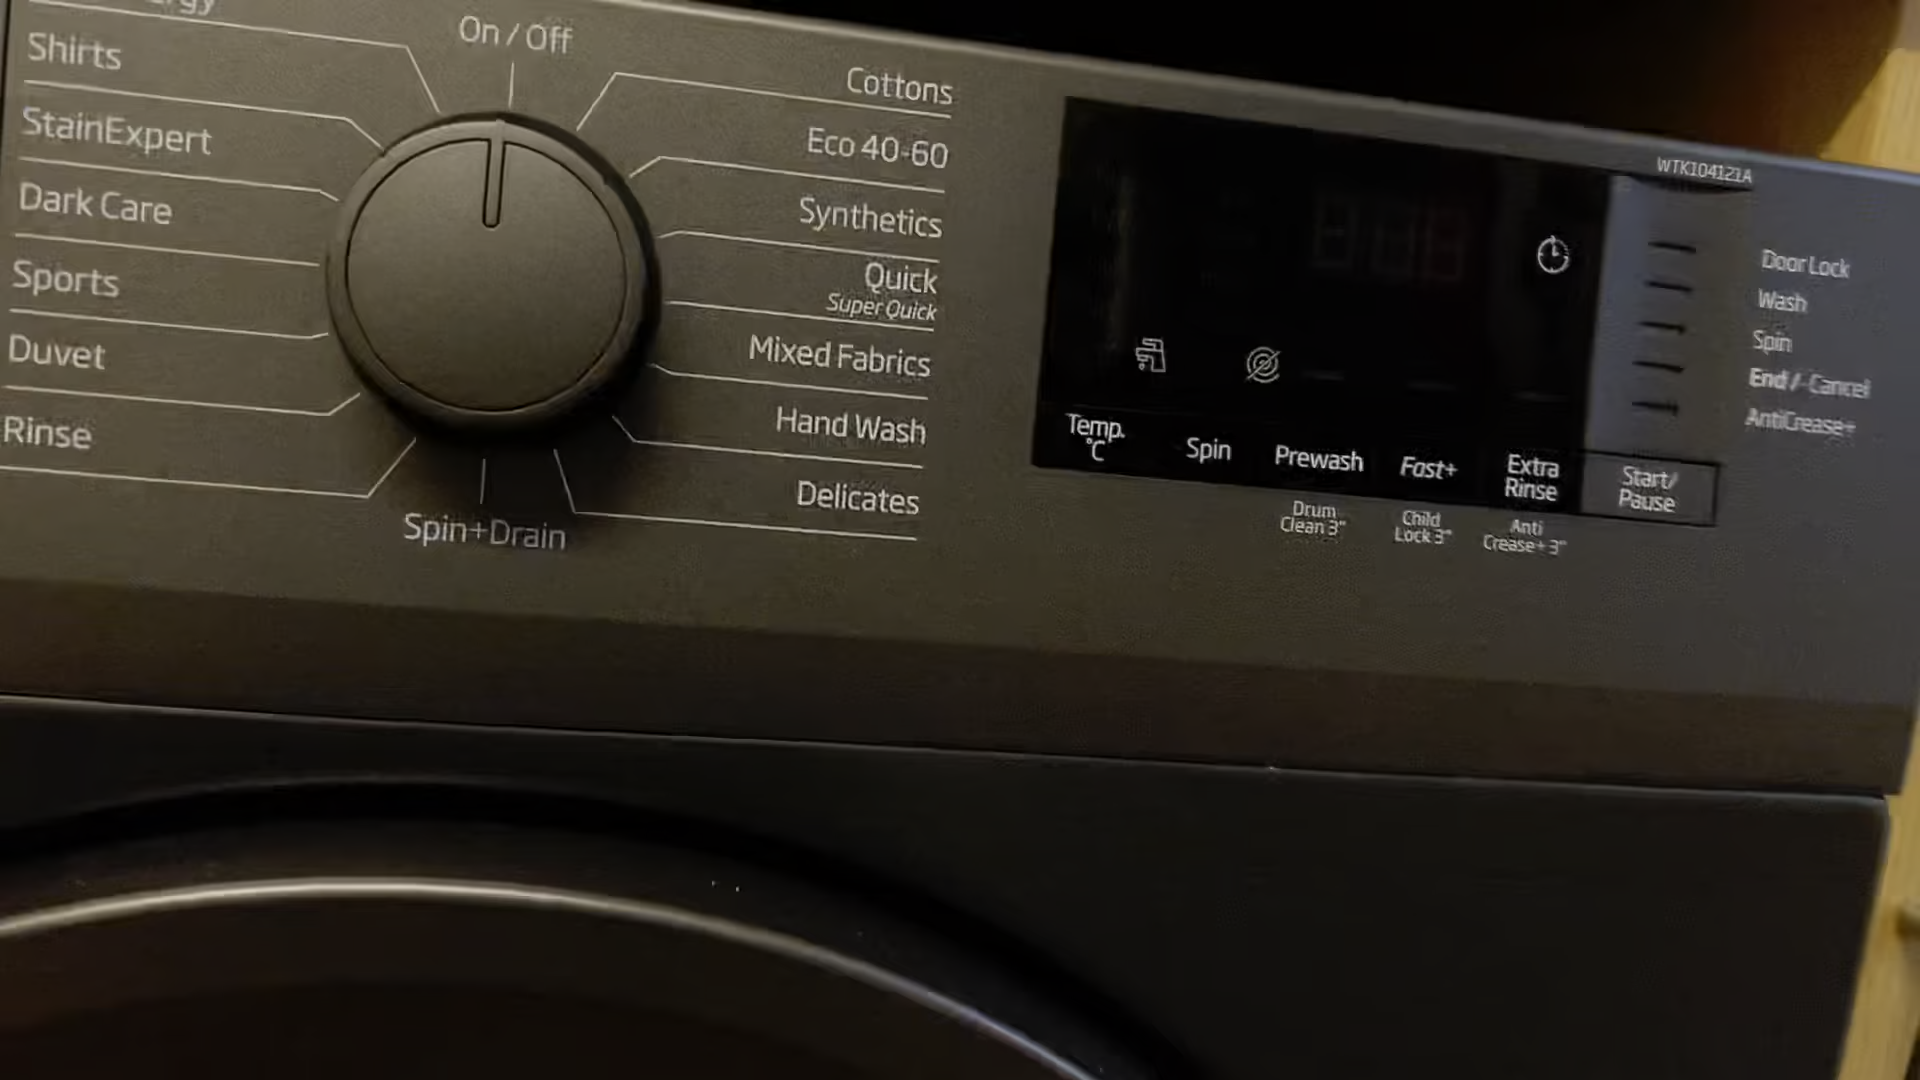 On / Off
Shirts
StainExpert
Dark Care
Sports
Duvet
Rinse
Spin+Drain
Cottons
Eco 40-60
Synthetics
Quick
Super Quick
Mixed Fabrics
Hand Wash
Delicates
WTK104121A
Door Lock
Wash
Spin
End / Cancel
AntiCrease+
Temp.
°C
Spin
Prewash
Fast+
Extra
Rinse
Start/
Pause
Drum
Clean 3"
Child
Lock 3"
Anti
Crease+ 3"